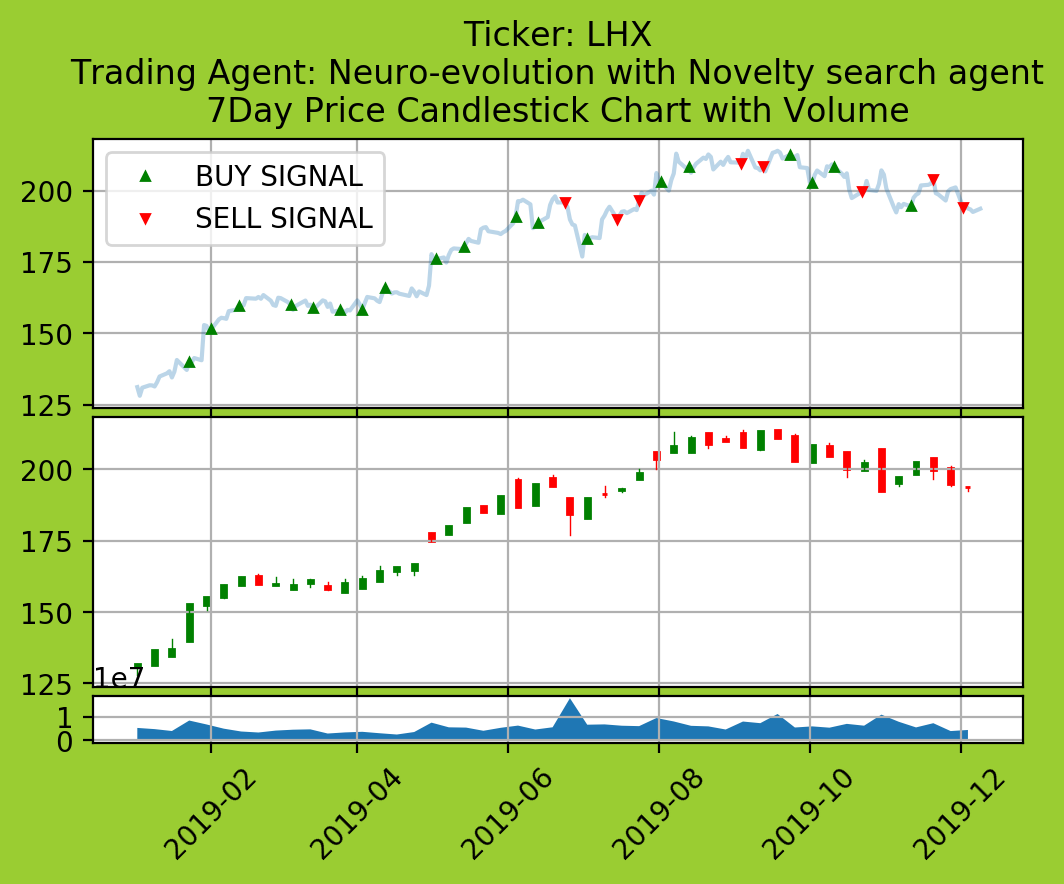 Ticker: LHX
Trading Agent: Neuro-evolution with Novelty search agent
7Day Price Candlestick Chart with Volume
BUY SIGNAL
SELL SIGNAL
200
175
150
125
200
175
150
125
1e7
1
0
2019-02
2019-04
2019-06
2019-08
2019-10
2019-12